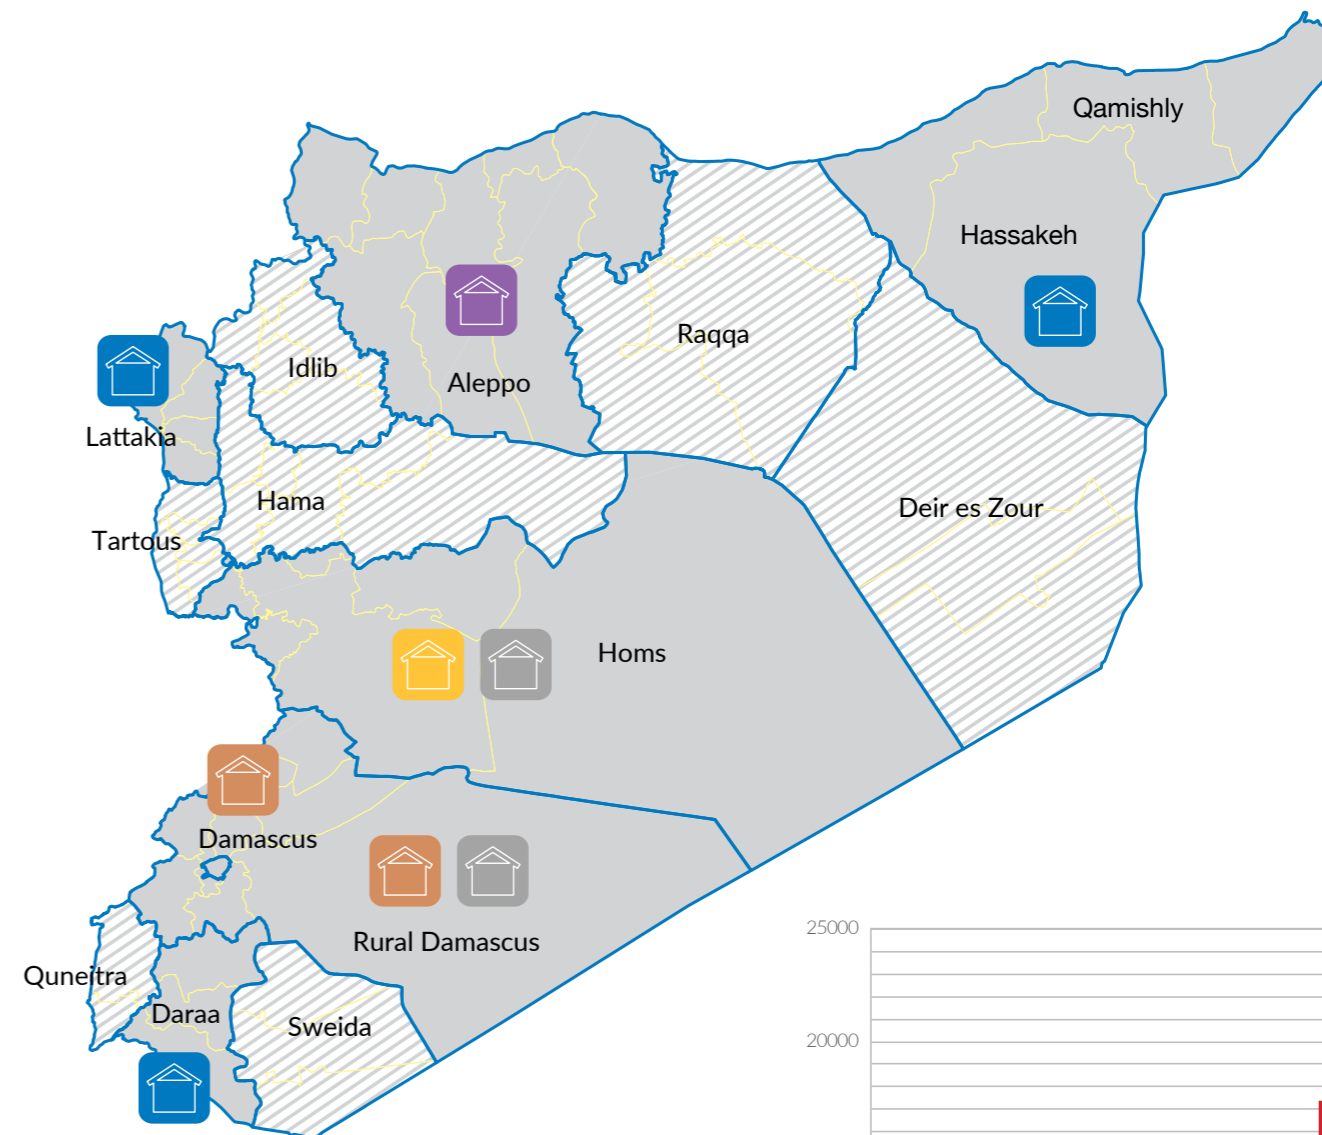 Qamishly
Hassakeh
Raqqa
Idlib
Aleppo
Lattakia
Hama
Deir es Zour
Tartous
Homs
Damascus
Rural Damascus
Quneitra
Daraa
Sweida
25000
20000